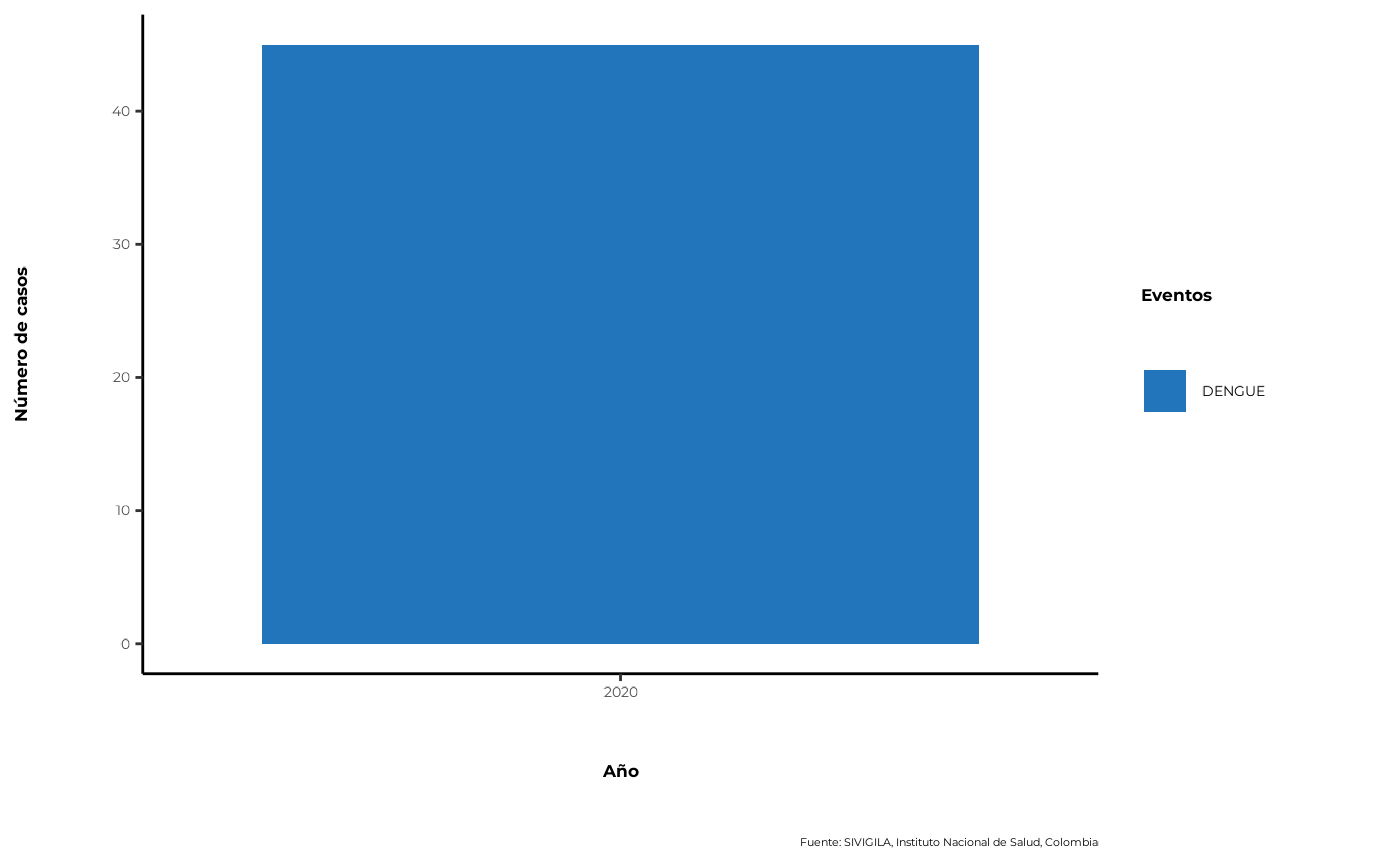 Número de casos
40
30
20
10
0
2020
Año
Eventos
DENGUE
Fuente: SIVIGILA, Instituto Nacional de Salud, Colombia